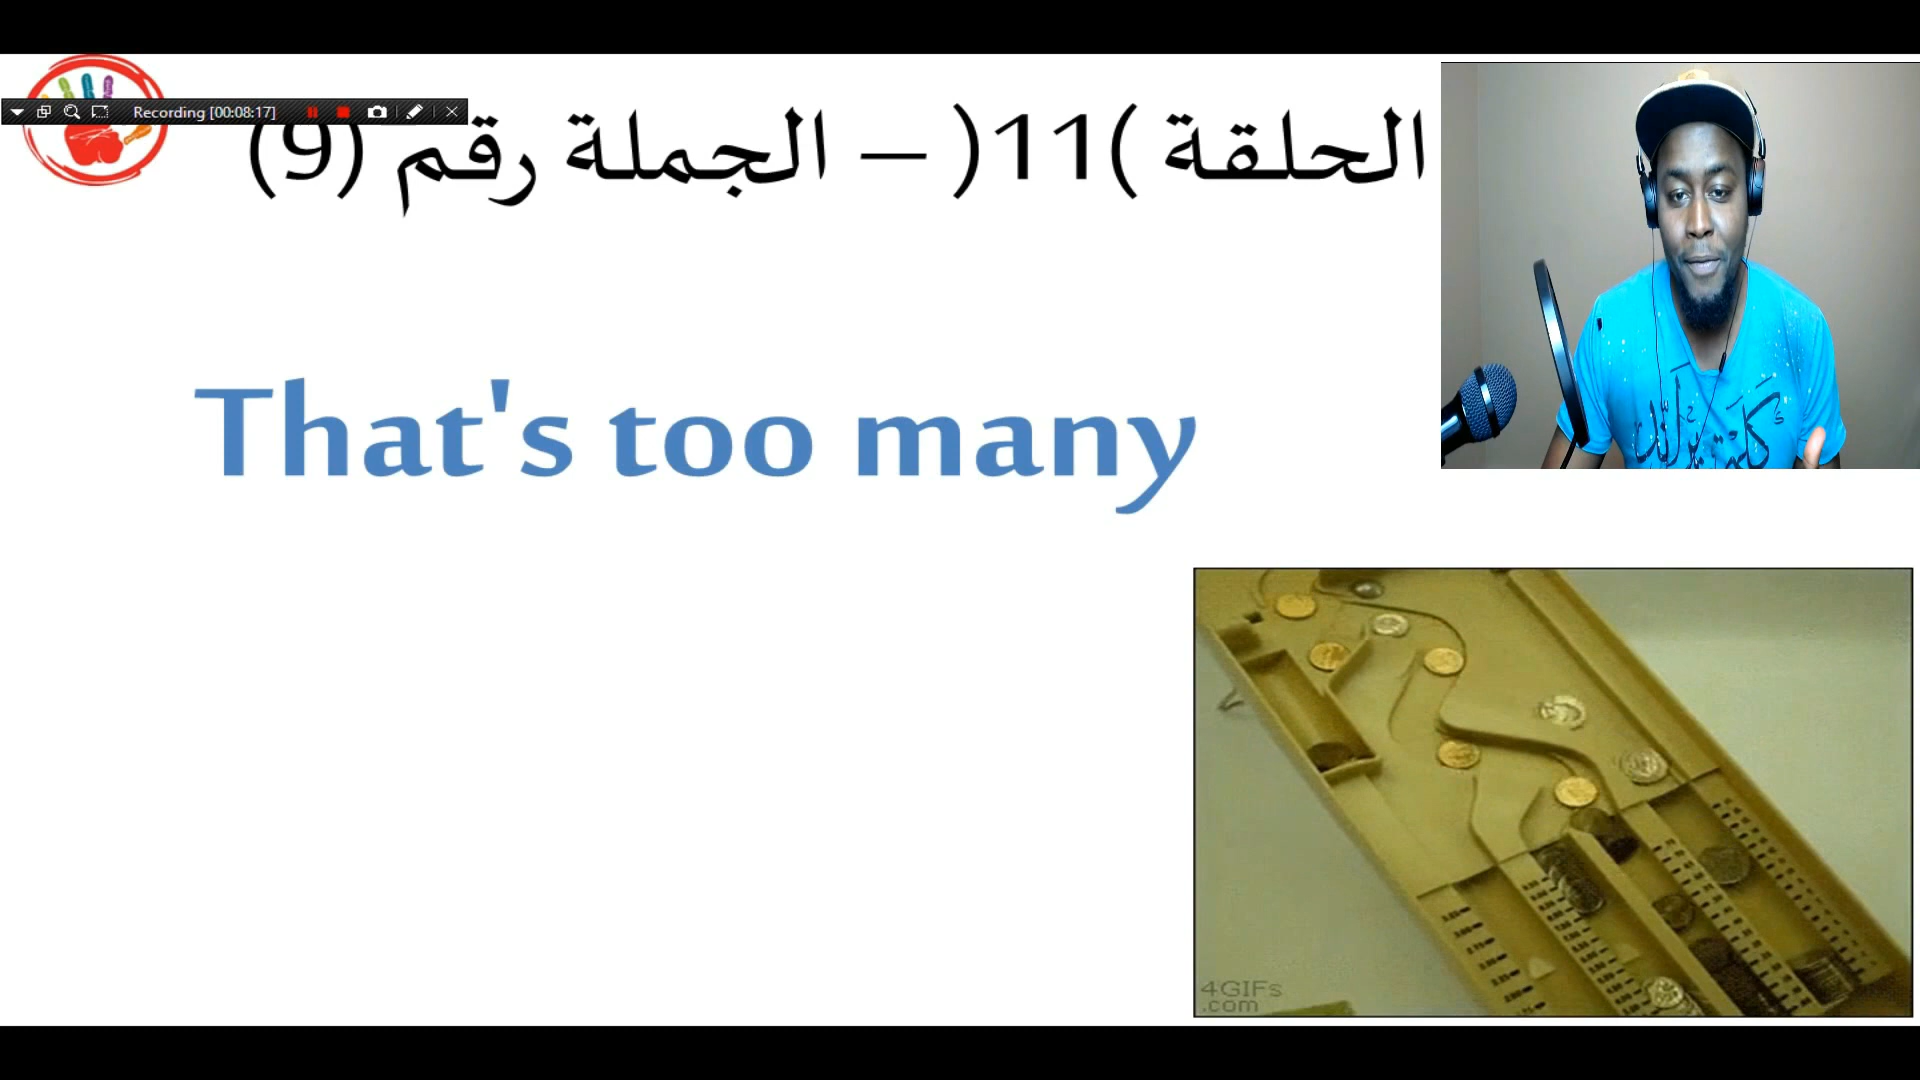 Recording [00:08:17]
الحلقة )11( – الجملة رقم (9)
That's too many
4GIFs
.com